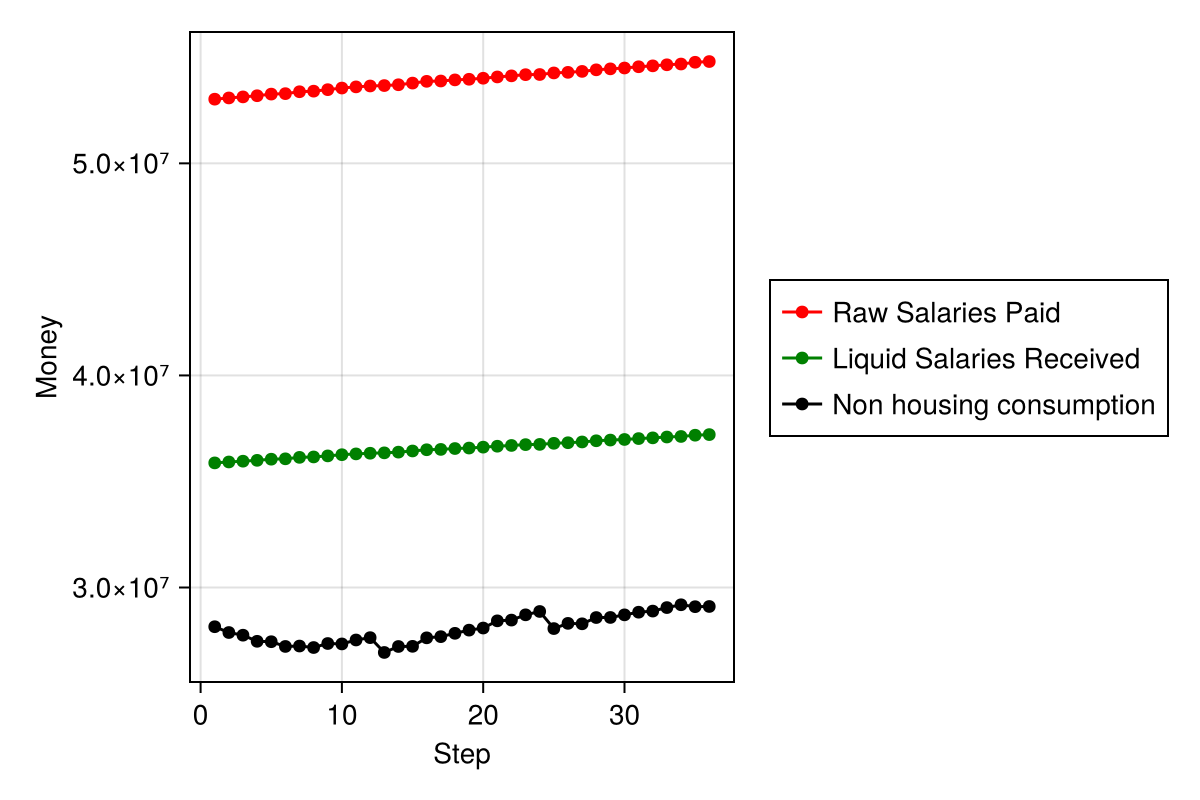 5.0×10⁷
4.0×10⁷
3.0×10⁷
Money
0 10 20 30
Step
Raw Salaries Paid
Liquid Salaries Received
Non housing consumption